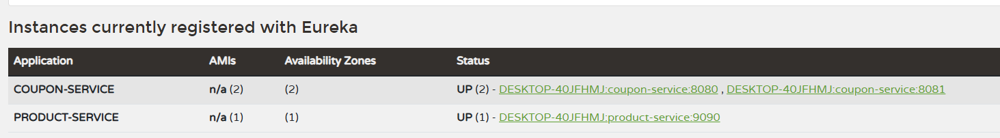 Instances currently registered with Eureka
Application AMIs Availability Zones Status
COUPON-SERVICE n/a (2) (2) UP (2) - DESKTOP-40JFHMJ:coupon-service:8080 , DESKTOP-40JFHMJ:coupon-service:8081
PRODUCT-SERVICE n/a (1) (1) UP (1) - DESKTOP-40JFHMJ:product-service:9090